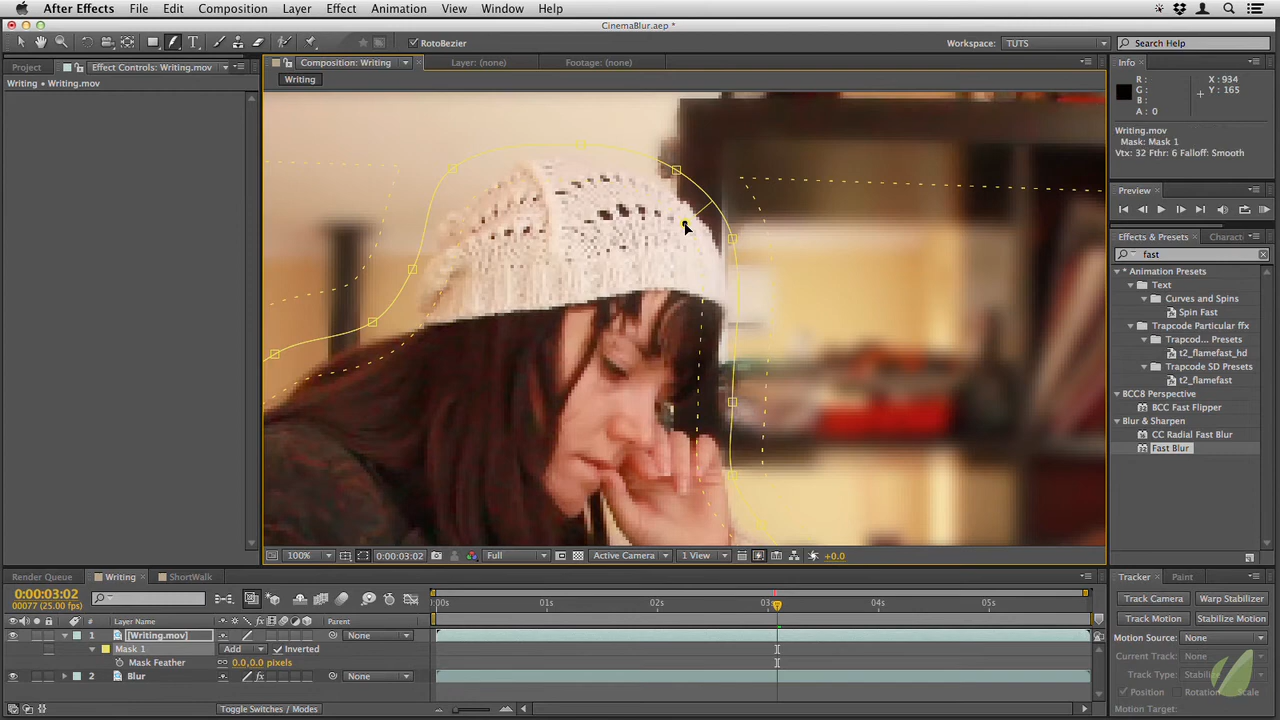 After Effects File Edit Composition Layer Effect Animation View Window Help
CinemaBlur.aep *
RotoBezier
Workspace: TUTS
Search Help
Project
Effect Controls: Writing.mov
Composition: Writing
Layer: (none)
Footage: (none)
Info
Writing • Writing.mov
Writing
R :
G :
B :
A : 0
X : 934
Y : 165
Writing.mov
Mask: Mask 1
Vtx: 32 Fthr: 6 Falloff: Smooth
Preview
Effects & Presets
Charact
fast
* Animation Presets
Text
Curves and Spins
Spin Fast
Trapcode Particular ffx
Trapcod... Presets
t2_flamefast_hd
Trapcode SD Presets
t2_flamefast
BCC8 Perspective
BCC Fast Flipper
Blur & Sharpen
CC Radial Fast Blur
Fast Blur
100%
0:00:03:02
Full
Active Camera
1 View
+0.0
Render Queue
Writing
ShortWalk
Tracker
Paint
0:00:03:02
00077 (25.00 fps)
:00s 01s 02s 03s 04s 05s
# Layer Name
Parent
1 [Writing.mov]
None
Mask 1
Add
Inverted
Mask Feather
0.0,0.0 pixels
2 Blur
None
Toggle Switches / Modes
Track Camera
Warp Stabilizer
Track Motion
Stabilize Motion
Motion Source: None
Current Track: None
Track Type: Stabilize
Position
Rotation
Scale
Motion Target: